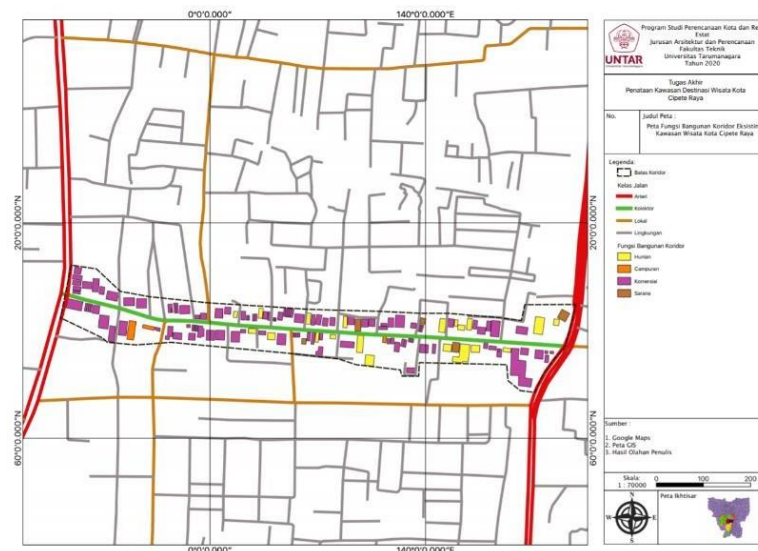 0°0'0.000" 140°0'0.000"E
20°0'0.000"N
60°0'0.000"N
0°0'0.000" 140°0'0.000"E
20°0'0.000"N
60°0'0.000"N
UNTAR
Program Studi Perencanaan Kota dan Re
Estat
Jurusan Arsitektur dan Perencanaan
Fakultas Teknik
Universitas Tarumanagara
Tahun 2020
Tugas Akhir
Penataan Kawasan Destinasi Wisata Kota
Cipete Raya
No. Judul Peta :
Peta Fungsi Bangunan Koridor Eksistin
Kawasan Wisata Kota Cipete Raya
Legenda:
Batas Koridor
Kelas Jalan
Arteri
Kolektor
Lokal
Lingkungan
Fungsi Bangunan Koridor
Hunian
Campuran
Komersial
Sarana
Sumber :
1. Google Maps
2. Peta GIS
3. Hasil Olahan Penulis
Skala:
1 : 70000
0 100 200
N
W E
S
Peta Ikhtisar